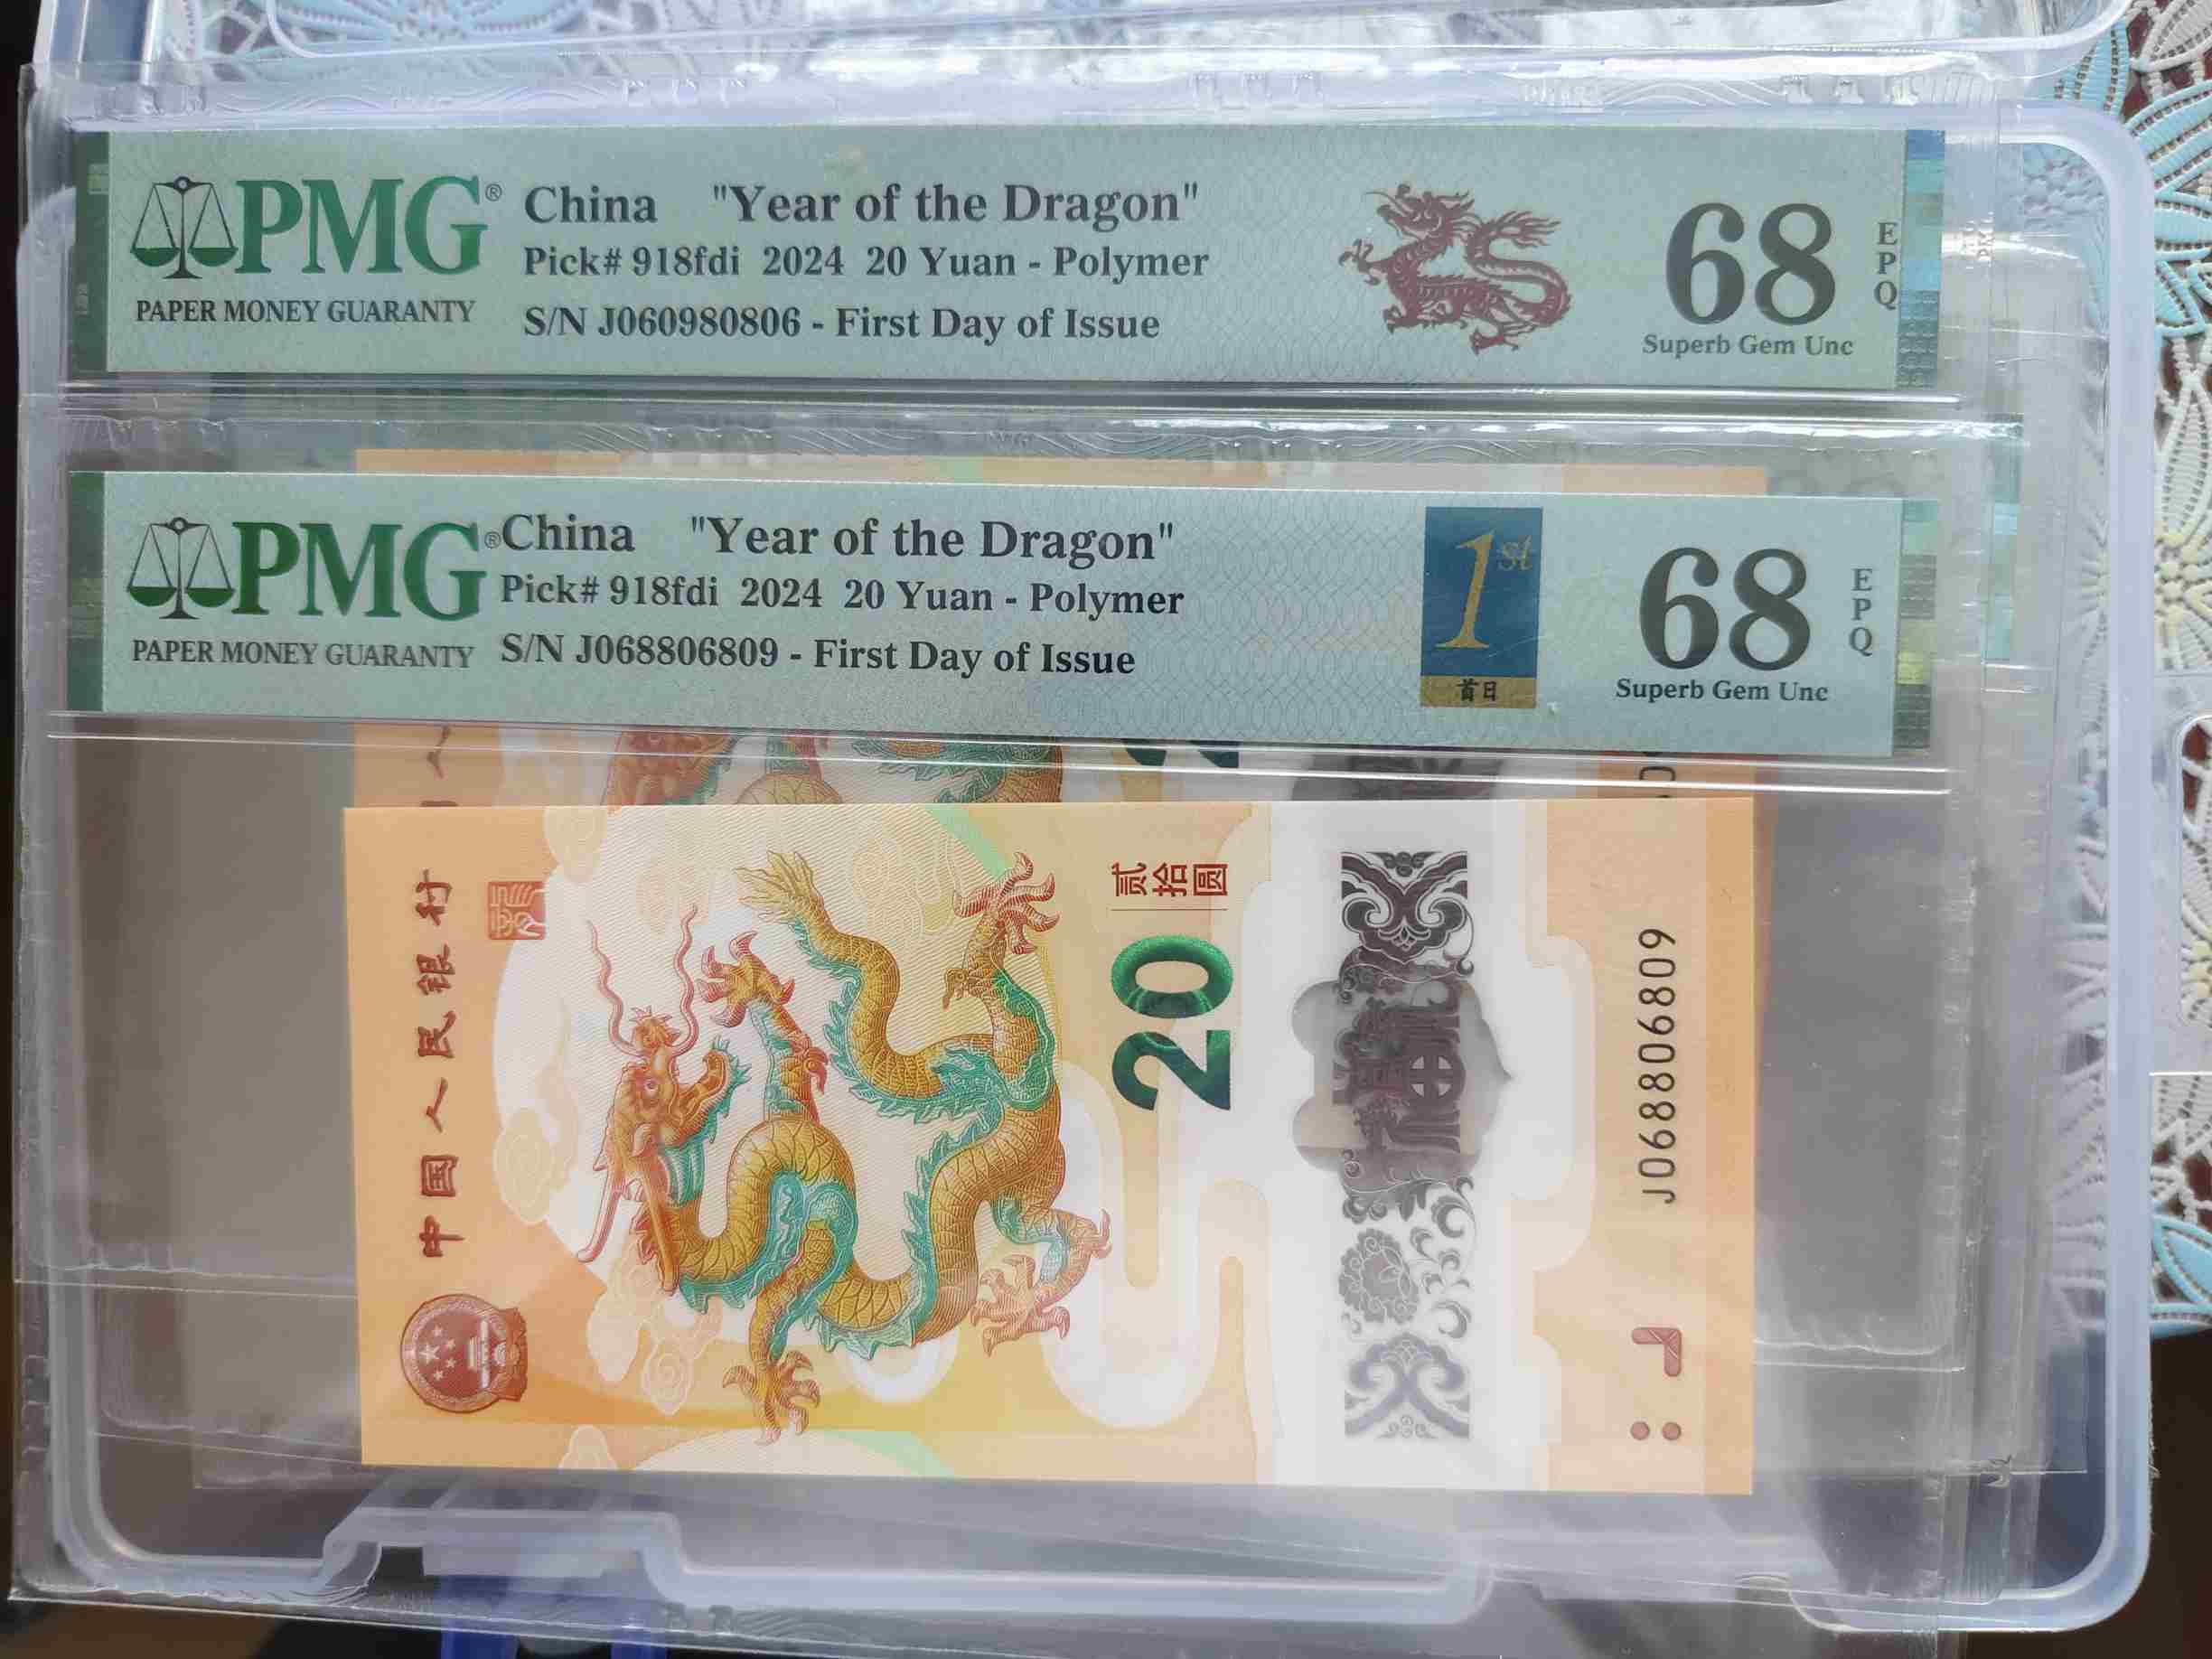 PMG®
PAPER MONEY GUARANTY
China "Year of the Dragon"
Pick# 918fdi 2024 20 Yuan - Polymer
S/N J060980806 - First Day of Issue
68
EPQ
Superb Gem Unc
PMG®
PAPER MONEY GUARANTY
China "Year of the Dragon"
Pick# 918fdi 2024 20 Yuan - Polymer
S/N J068806809 - First Day of Issue
1st
首日
68
EPQ
Superb Gem Unc
中国人民银行
贰拾圆
20
J068806809